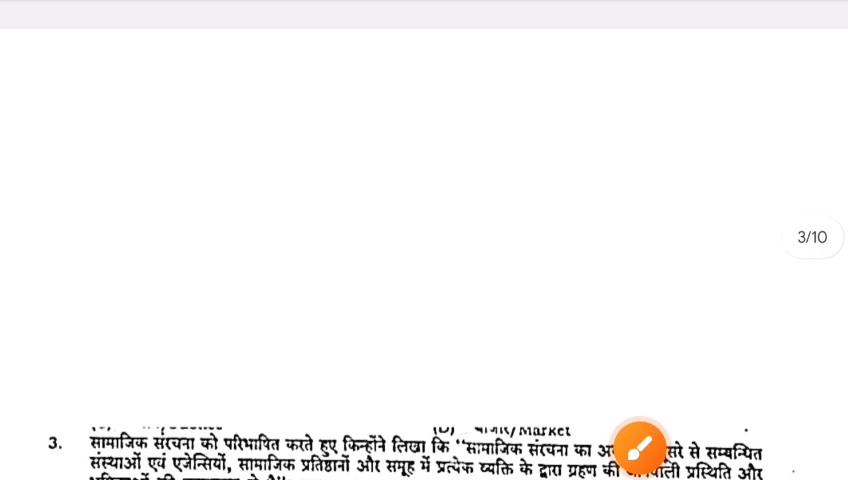 3/10
(D) बाजार/Market
3. सामाजिक संरचना को परिभाषित करते हुए किन्होंने लिखा कि "सामाजिक संरचना का सरे से सम्बन्धित
संस्थाओं एवं एजेन्सियों, सामाजिक प्रतिष्ठानों और समूह में प्रत्येक व्यक्ति के द्वारा ग्रहण की वाली प्रस्थिति और